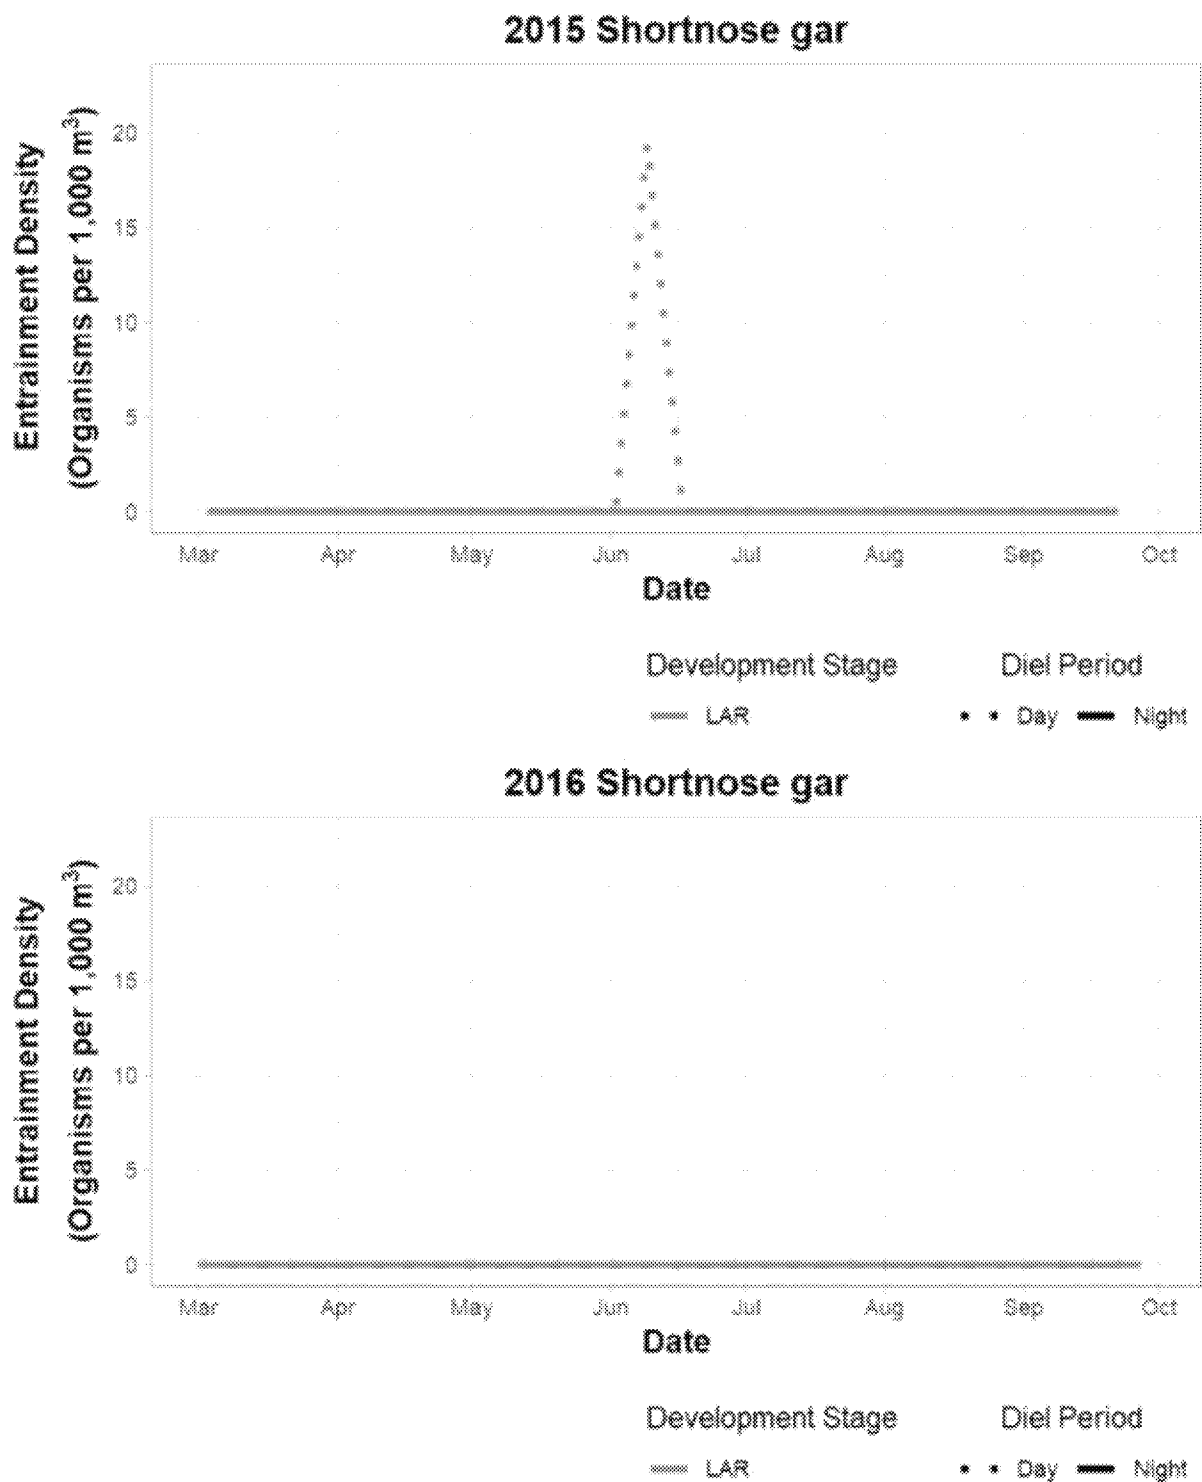 2015 Shortnose gar
Entrainment Density
(Organisms per 1,000 m³)
20
15
10
5
0
Mar Apr May Jun Jul Aug Sep Oct
Date
Development Stage Diel Period
LAR Day Night
2016 Shortnose gar
Entrainment Density
(Organisms per 1,000 m³)
20
15
10
5
0
Mar Apr May Jun Jul Aug Sep Oct
Date
Development Stage Diel Period
LAR Day Night